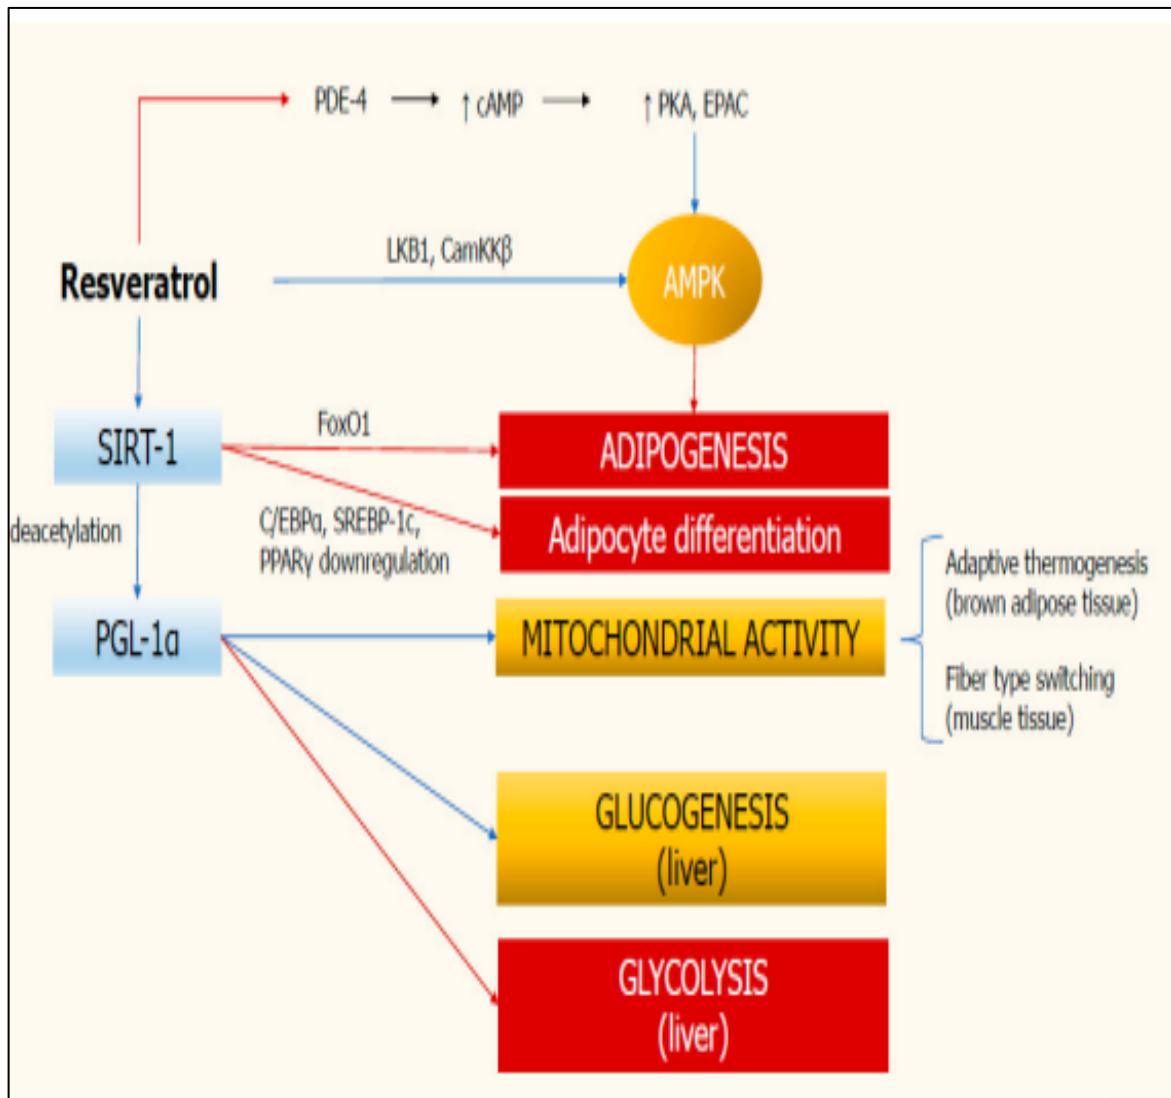 PDE-4
↑ cAMP
↑ PKA, EPAC
LKB1, CamKKβ
Resveratrol
AMPK
SIRT-1
FoxO1
ADIPOGENESIS
deacetylation
C/EBPα, SREBP-1c,
PPARγ downregulation
Adipocyte differentiation
Adaptive thermogenesis
(brown adipose tissue)
PGL-1α
MITOCHONDRIAL ACTIVITY
Fiber type switching
(muscle tissue)
GLUCOGENESIS
(liver)
GLYCOLYSIS
(liver)